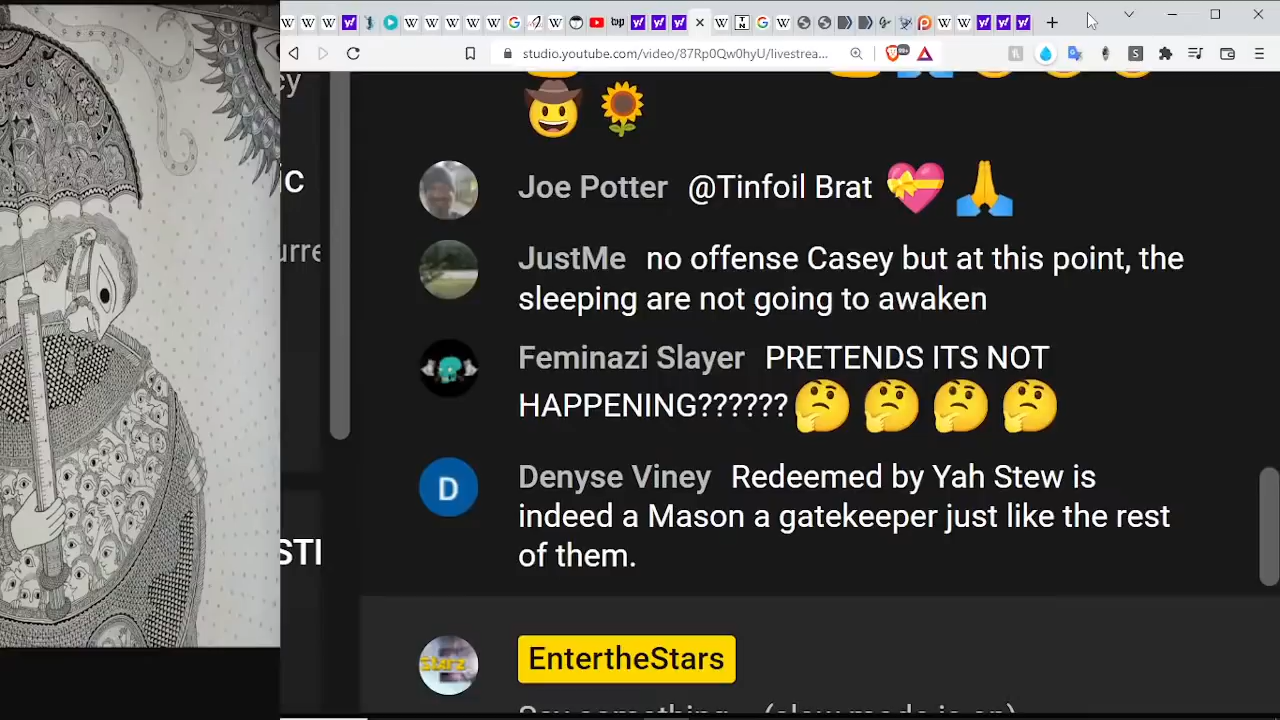 studio.youtube.com/video/87Rp0Qw0hyU/livestrea...
99+
Joe Potter @Tinfoil Brat
JustMe no offense Casey but at this point, the
sleeping are not going to awaken
Feminazi Slayer PRETENDS ITS NOT
HAPPENING??????
D
Denyse Viney Redeemed by Yah Stew is
indeed a Mason a gatekeeper just like the rest
of them.
EntertheStars